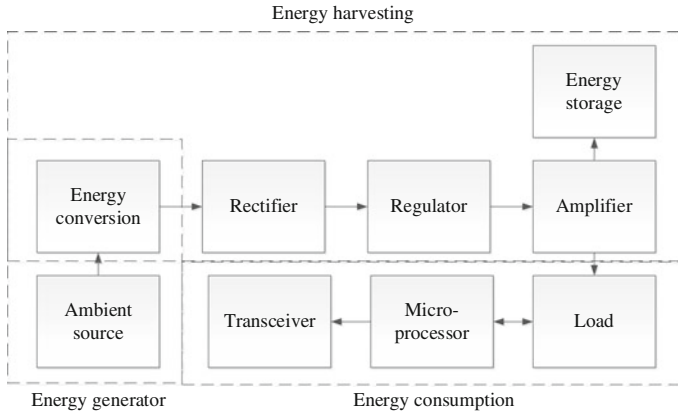 Energy harvesting
Energy
storage
Energy
conversion
Rectifier
Regulator
Amplifier
Ambient
source
Transceiver
Micro-
processor
Load
Energy generator
Energy consumption